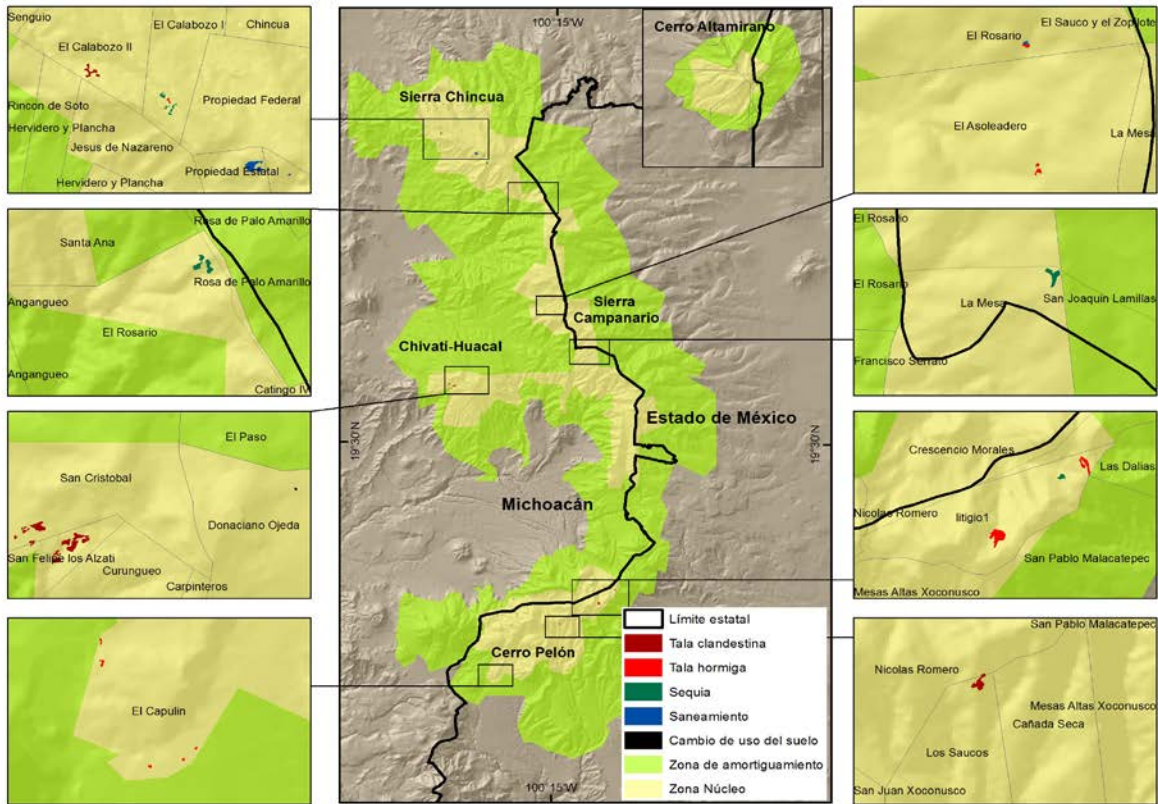 Senguio
El Calabozo I
Chincua
El Calabozo II
Propiedad Federal
Rincon de Soto
Hervidero y Plancha
Jesus de Nazareno
Propiedad Estatal
Hervidero y Plancha
Rosa de Palo Amarillo
Santa Ana
Rosa de Palo Amarillo
Angangueo
El Rosario
Angangueo
Catingo IV
El Paso
San Cristobal
Donaciano Ojeda
San Felipe los Alzati
Curungueo
Carpinteros
El Capulin
100°15'W
Cerro Altamirano
Sierra Chincua
Sierra
Campanario
Chivati-Huacal
Estado de México
19°30'N
19°30'N
Michoacán
Cerro Pelón
100°15'W
Límite estatal
Tala clandestina
Tala hormiga
Sequia
Saneamiento
Cambio de uso del suelo
Zona de amortiguamiento
Zona Núcleo
El Sauco y el Zopilote
El Rosario
El Asoleadero
La Mesa
El Rosario
El Rosario
La Mesa
San Joaquin Lamillas
Francisco Serrato
Crescencio Morales
Las Dalias
Nicolas Romero
litigio1
San Pablo Malacatepec
Mesas Altas Xoconusco
San Pablo Malacatepec
Nicolas Romero
Mesas Altas Xoconusco
Cañada Seca
Los Saucos
San Juan Xoconusco